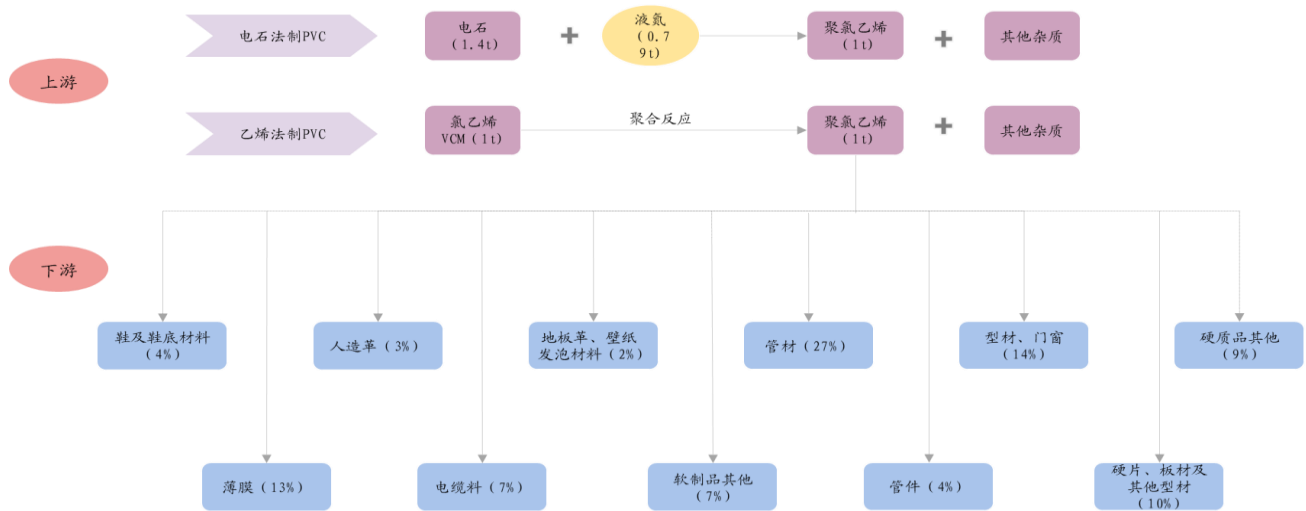 电石法制PVC
电石
(1.4t)
+
液氮
(0.7
9t)
聚氯乙烯
(1t)
+
其他杂质
上游
乙烯法制PVC
氯乙烯
VCM(1t)
聚合反应
聚氯乙烯
(1t)
+
其他杂质
下游
鞋及鞋底材料
(4%)
人造革(3%)
地板革、壁纸
发泡材料(2%)
管材(27%)
型材、门窗
(14%)
硬质品其他
(9%)
薄膜(13%)
电缆料(7%)
软制品其他
(7%)
管件(4%)
硬片、板材及
其他型材
(10%)